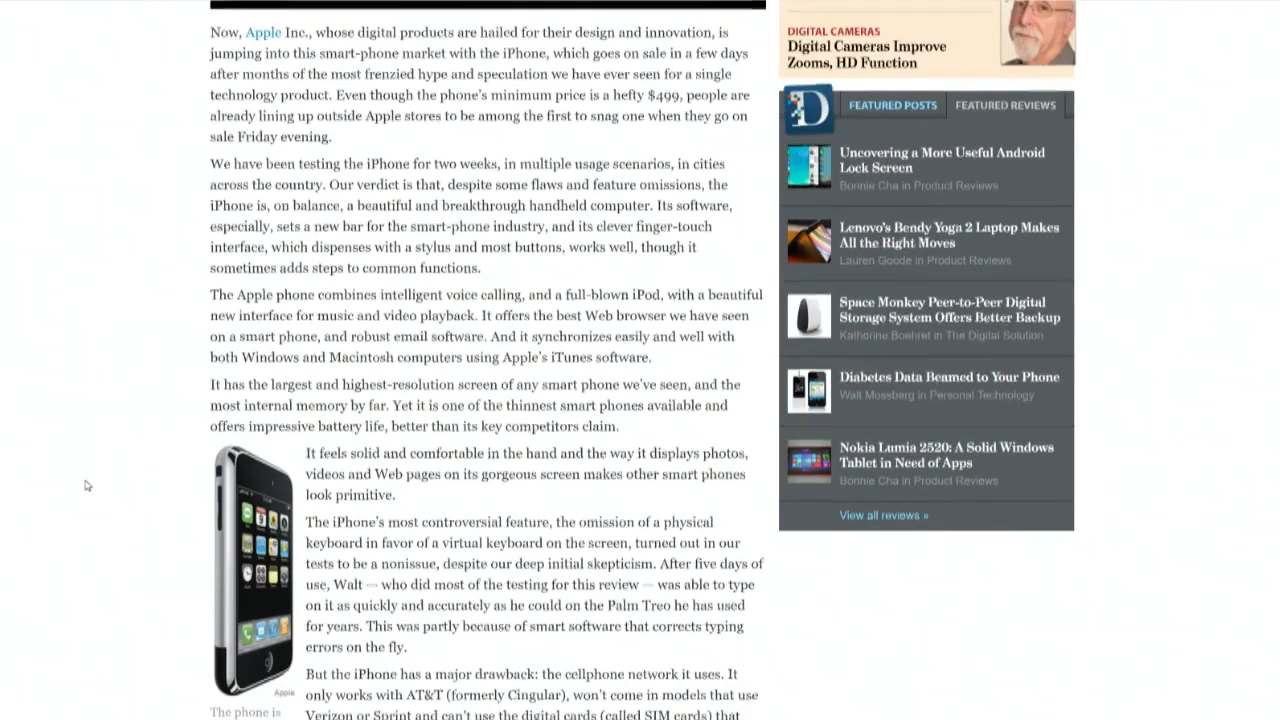 Now, Apple Inc., whose digital products are hailed for their design and innovation, is
jumping into this smart-phone market with the iPhone, which goes on sale in a few days
after months of the most frenzied hype and speculation we have ever seen for a single
technology product. Even though the phone's minimum price is a hefty $499, people are
already lining up outside Apple stores to be among the first to snag one when they go on
sale Friday evening.
We have been testing the iPhone for two weeks, in multiple usage scenarios, in cities
across the country. Our verdict is that, despite some flaws and feature omissions, the
iPhone is, on balance, a beautiful and breakthrough handheld computer. Its software,
especially, sets a new bar for the smart-phone industry, and its clever finger-touch
interface, which dispenses with a stylus and most buttons, works well, though it
sometimes adds steps to common functions.
The Apple phone combines intelligent voice calling, and a full-blown iPod, with a beautiful
new interface for music and video playback. It offers the best Web browser we have seen
on a smart phone, and robust email software. And it synchronizes easily and well with
both Windows and Macintosh computers using Apple's iTunes software.
It has the largest and highest-resolution screen of any smart phone we've seen, and the
most internal memory by far. Yet it is one of the thinnest smart phones available and
offers impressive battery life, better than its key competitors claim.
It feels solid and comfortable in the hand and the way it displays photos,
videos and Web pages on its gorgeous screen makes other smart phones
look primitive.
The iPhone's most controversial feature, the omission of a physical
keyboard in favor of a virtual keyboard on the screen, turned out in our
tests to be a nonissue, despite our deep initial skepticism. After five days of
use, Walt — who did most of the testing for this review — was able to type
on it as quickly and accurately as he could on the Palm Treo he has used
for years. This was partly because of smart software that corrects typing
errors on the fly.
But the iPhone has a major drawback: the cellphone network it uses. It
only works with AT&T (formerly Cingular), won't come in models that use
Verizon or Sprint and can't use the digital cards (called SIM cards) that
Apple
The phone is
DIGITAL CAMERAS
Digital Cameras Improve
Zooms, HD Function
D
FEATURED POSTS
FEATURED REVIEWS
Uncovering a More Useful Android
Lock Screen
Bonnie Cha in Product Reviews
Lenovo's Bendy Yoga 2 Laptop Makes
All the Right Moves
Lauren Goode in Product Reviews
Space Monkey Peer-to-Peer Digital
Storage System Offers Better Backup
Katherine Boehret in The Digital Solution
Diabetes Data Beamed to Your Phone
Walt Mossberg in Personal Technology
Nokia Lumia 2520: A Solid Windows
Tablet in Need of Apps
Bonnie Cha in Product Reviews
View all reviews »